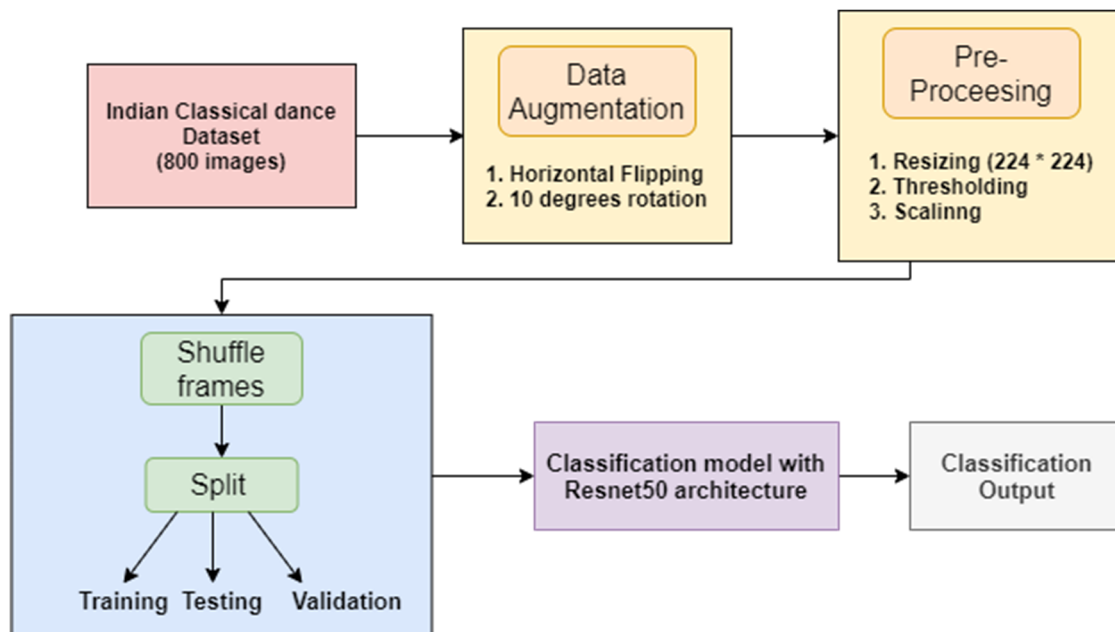 Indian Classical dance
Dataset
(800 images)
Data
Augmentation
1. Horizontal Flipping
2. 10 degrees rotation
Pre-
Proceesing
1. Resizing (224 * 224)
2. Thresholding
3. Scalinng
Shuffle
frames
Split
Training Testing Validation
Classification model with
Resnet50 architecture
Classification
Output